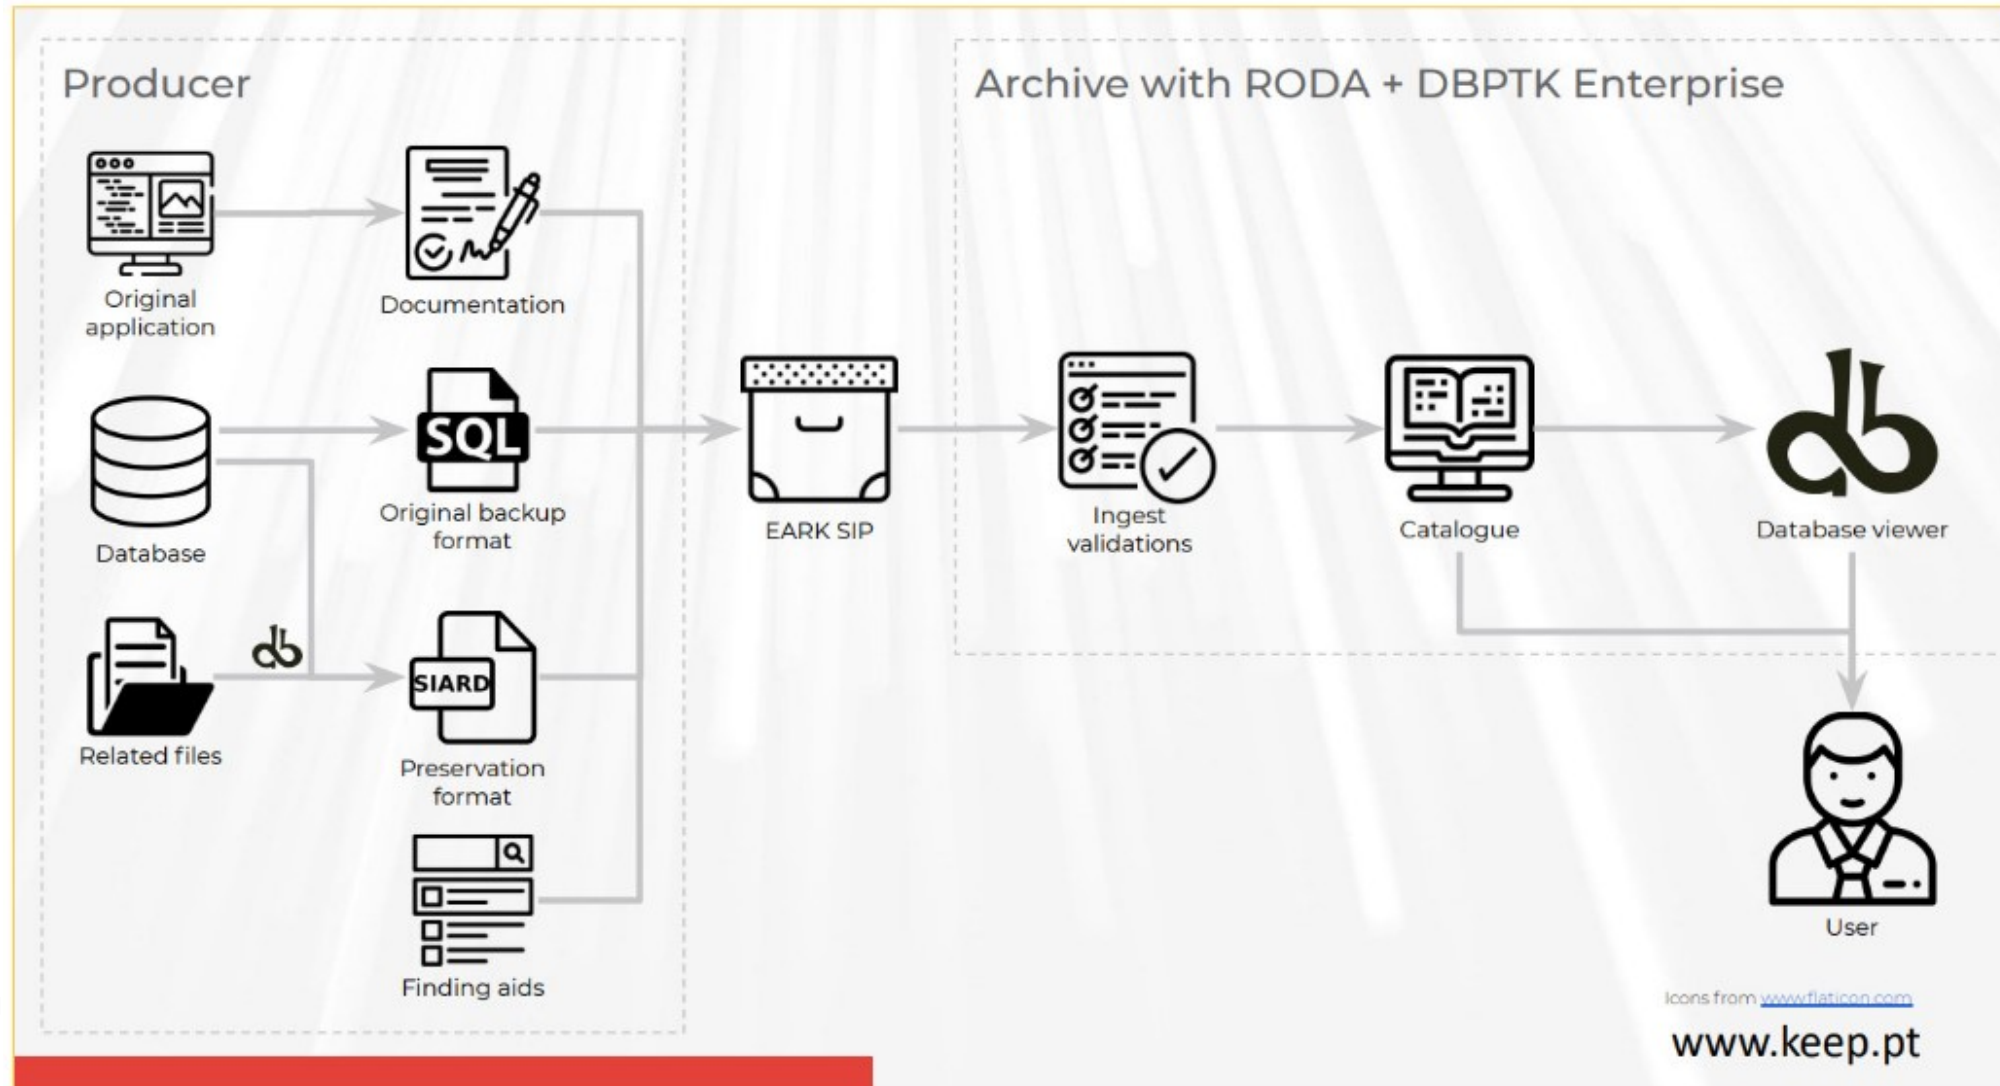 Producer
Archive with RODA + DBPTK Enterprise
Original
application
Documentation
Database
SQL
Original backup
format
Related files
SIARD
Preservation
format
Finding aids
EARK SIP
Ingest
validations
Catalogue
Database viewer
User
Icons from www.flaticon.com
www.keep.pt